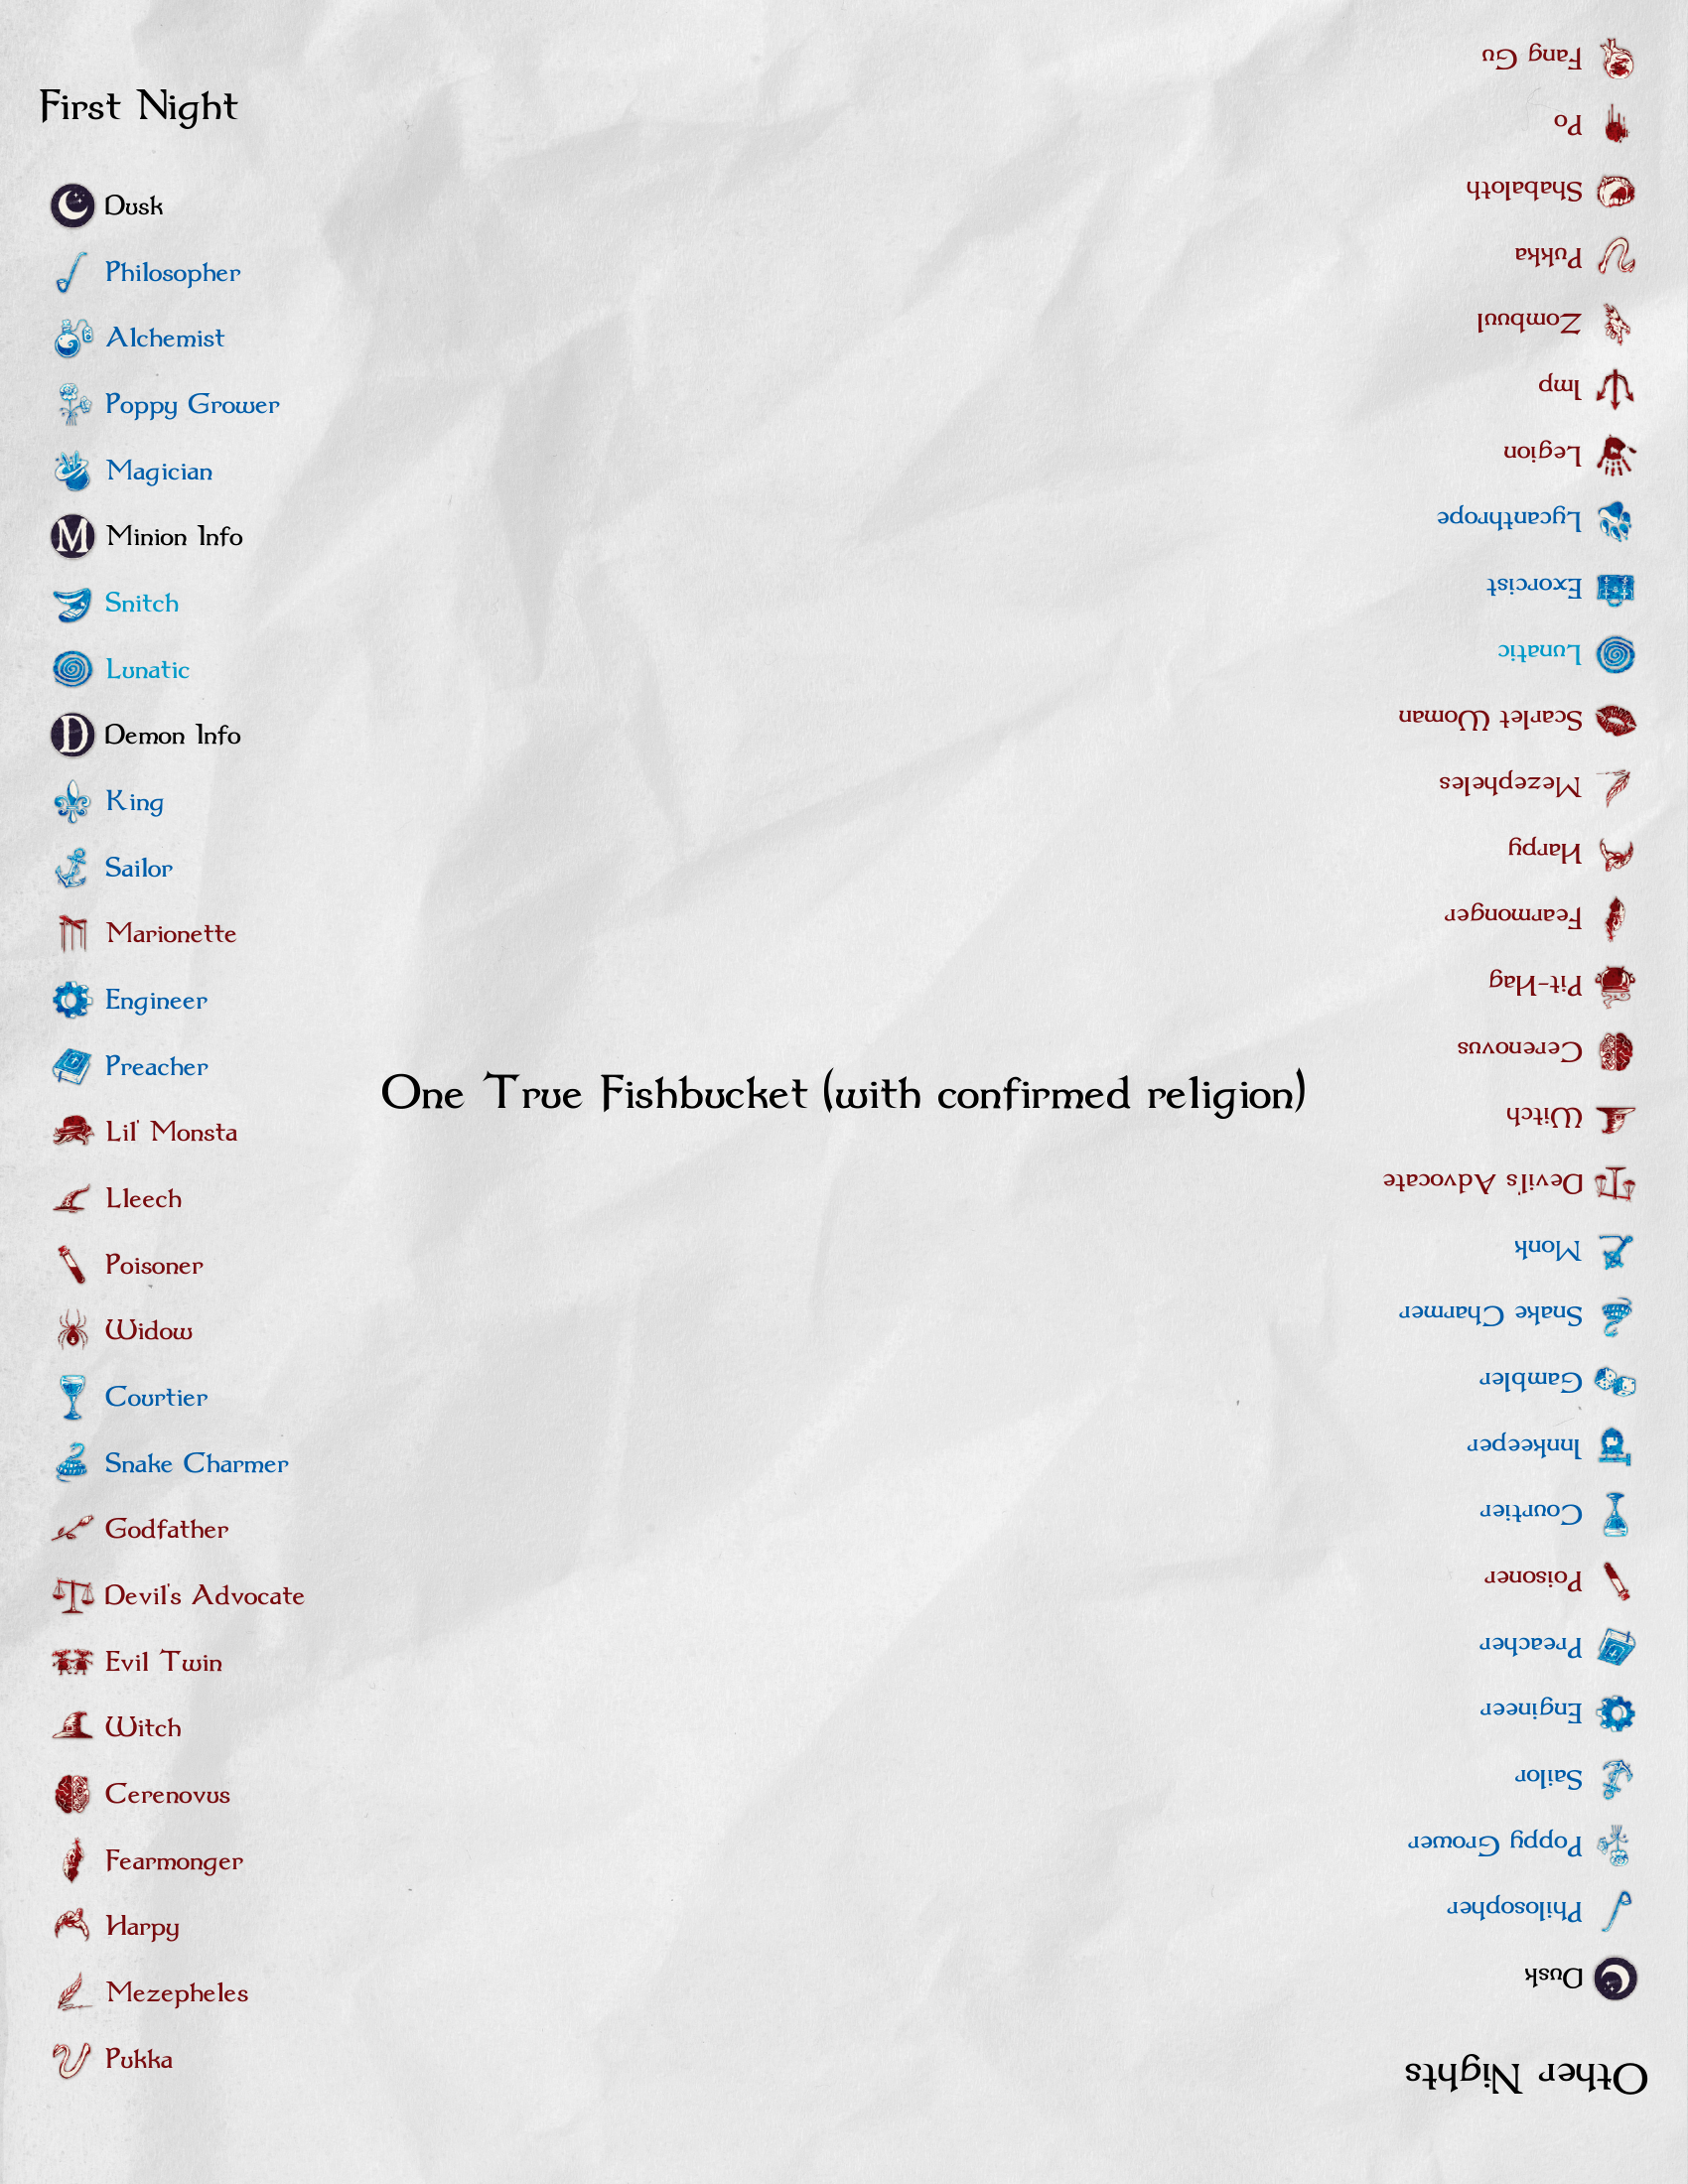 First Night
Dusk
Philosopher
Alchemist
Poppy Grower
Magician
M
Minion Info
Snitch
Lunatic
D
Demon Info
King
Sailor
Marionette
Engineer
Preacher
Lil' Monsta
Lleech
Poisoner
Widow
Courtier
Snake Charmer
Godfather
Devil's Advocate
Evil Twin
Witch
Cerenovus
Fearmonger
Harpy
Mezepheles
Pukka
One True Fishbucket (with confirmed religion)
Other Nights
Dusk
Philosopher
Poppy Grower
Sailor
Engineer
Preacher
Poisoner
Courtier
Innkeeper
Gambler
Snake Charmer
Monk
Devil's Advocate
Witch
Cerenovus
Pit-Hag
Fearmonger
Harpy
Mezepheles
Scarlet Woman
Lunatic
Exorcist
Lycanthrope
Legion
Imp
Zombuul
Pukka
Shabaloth
Po
Fang Gu